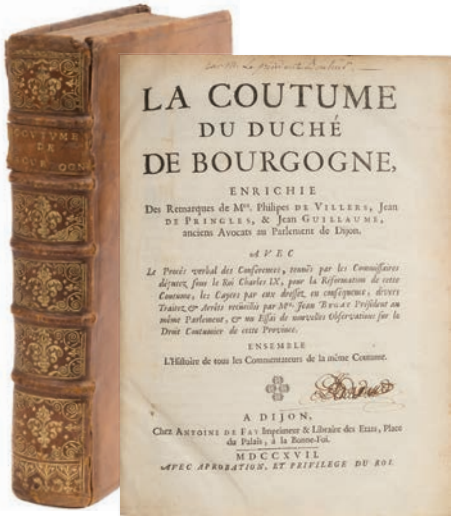 COUTUME
DE
LA COUTUME
DU DUCHÉ
DE BOURGOGNE,
ENRICHIE
Des Remarques de Mrs. Philipes DE VILLERS, Jean
DE PRINGLES, & Jean GUILLAUME,
anciens Avocats au Parlement de Dijon.
AVEC
Le Procès verbal des Conférences, tenuës par les Commissaires
députez sous le Roi Charles IX, pour la Réformation de cette
Coutume, les Cayers par eux dressez en conséquence, divers
Traitez & Arrêts recüeillis par Mre. Jean BEGAT Président au
même Parlement, & un Essai de nouvelles Observations sur le
Droit Coutumier de cette Province.
ENSEMBLE
L'Histoire de tous les Commentateurs de la même Coutume.
A DIJON,
Chez ANTOINE DE FAY Imprimeur & Libraire des Etats, Place
du Palais, à la Bonne-Foi.
MDCCXVII.
AVEC APROBATION, ET PRIVILEGE DU ROI.